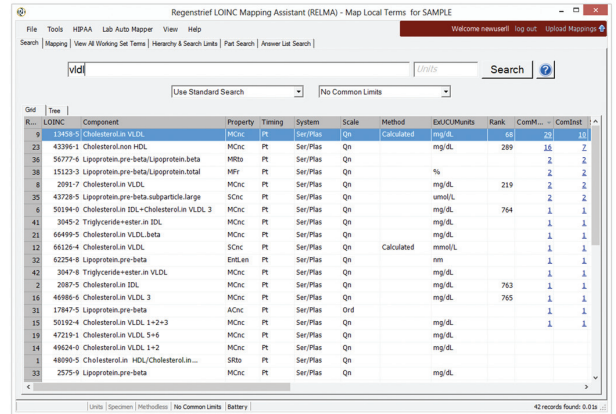 Regenstrief LOINC Mapping Assistant (RELMA) - Map Local Terms for SAMPLE
File Tools HIPAA Lab Auto Mapper View Help Welcome newuser!! log out Upload Mappings
Search Mapping View All Working Set Terms Hierarchy & Search Limits Part Search Answer List Search
vldl Units Search ?
Use Standard Search No Common Limits
Grid Tree
R... LOINC Component Property Timing System Scale Method ExUCUMunits Rank ComM... ComInst
9 13458-5 Cholesterol.in VLDL MCnc Pt Ser/Plas Qn Calculated mg/dL 68 29 18
23 43396-1 Cholesterol.non HDL MCnc Pt Ser/Plas Qn mg/dL 289 16 7
36 56777-6 Lipoprotein.pre-beta/Lipoprotein.beta MRto Pt Ser/Plas Qn 2 2
38 15123-3 Lipoprotein.pre-beta/Lipoprotein.total MFr Pt Ser/Plas Qn % 2 2
8 2091-7 Cholesterol.in VLDL MCnc Pt Ser/Plas Qn mg/dL 219 2 2
35 43728-5 Lipoprotein.pre-beta.subparticle.large SCnc Pt Ser/Plas Qn umol/L 2 2
6 50194-0 Cholesterol.in IDL+Cholesterol.in VLDL 3 MCnc Pt Ser/Plas Qn mg/dL 764 1 1
41 3045-2 Triglyceride+ester.in IDL MCnc Pt Ser/Plas Qn mg/dL 1 1
21 66499-5 Cholesterol.in VLDL.beta MCnc Pt Ser/Plas Qn mg/dL 1 1
12 66126-4 Cholesterol.in VLDL SCnc Pt Ser/Plas Qn Calculated mmol/L 1 1
32 62254-8 Lipoprotein.pre-beta EntLen Pt Ser/Plas Qn nm 1 1
42 3047-8 Triglyceride+ester.in VLDL MCnc Pt Ser/Plas Qn mg/dL 1 1
2 2087-5 Cholesterol.in IDL MCnc Pt Ser/Plas Qn mg/dL 763 1 1
16 46986-6 Cholesterol.in VLDL 3 MCnc Pt Ser/Plas Qn mg/dL 765 1 1
31 17847-5 Lipoprotein.pre-beta ACnc Pt Ser/Plas Ord 1 1
15 50192-4 Cholesterol.in VLDL 1+2+3 MCnc Pt Ser/Plas Qn mg/dL 1 1
19 47219-1 Cholesterol.in VLDL 5+6 MCnc Pt Ser/Plas Qn mg/dL
14 49624-0 Cholesterol.in VLDL 1+2 MCnc Pt Ser/Plas Qn mg/dL
1 48090-5 Cholesterol.in HDL/Cholesterol.in... SRto Pt Ser/Plas Qn
33 2575-9 Lipoprotein.pre-beta MCnc Pt Ser/Plas Qn mg/dL
Units Specimen Methodless No Common Limits Battery 42 records found: 0.01s